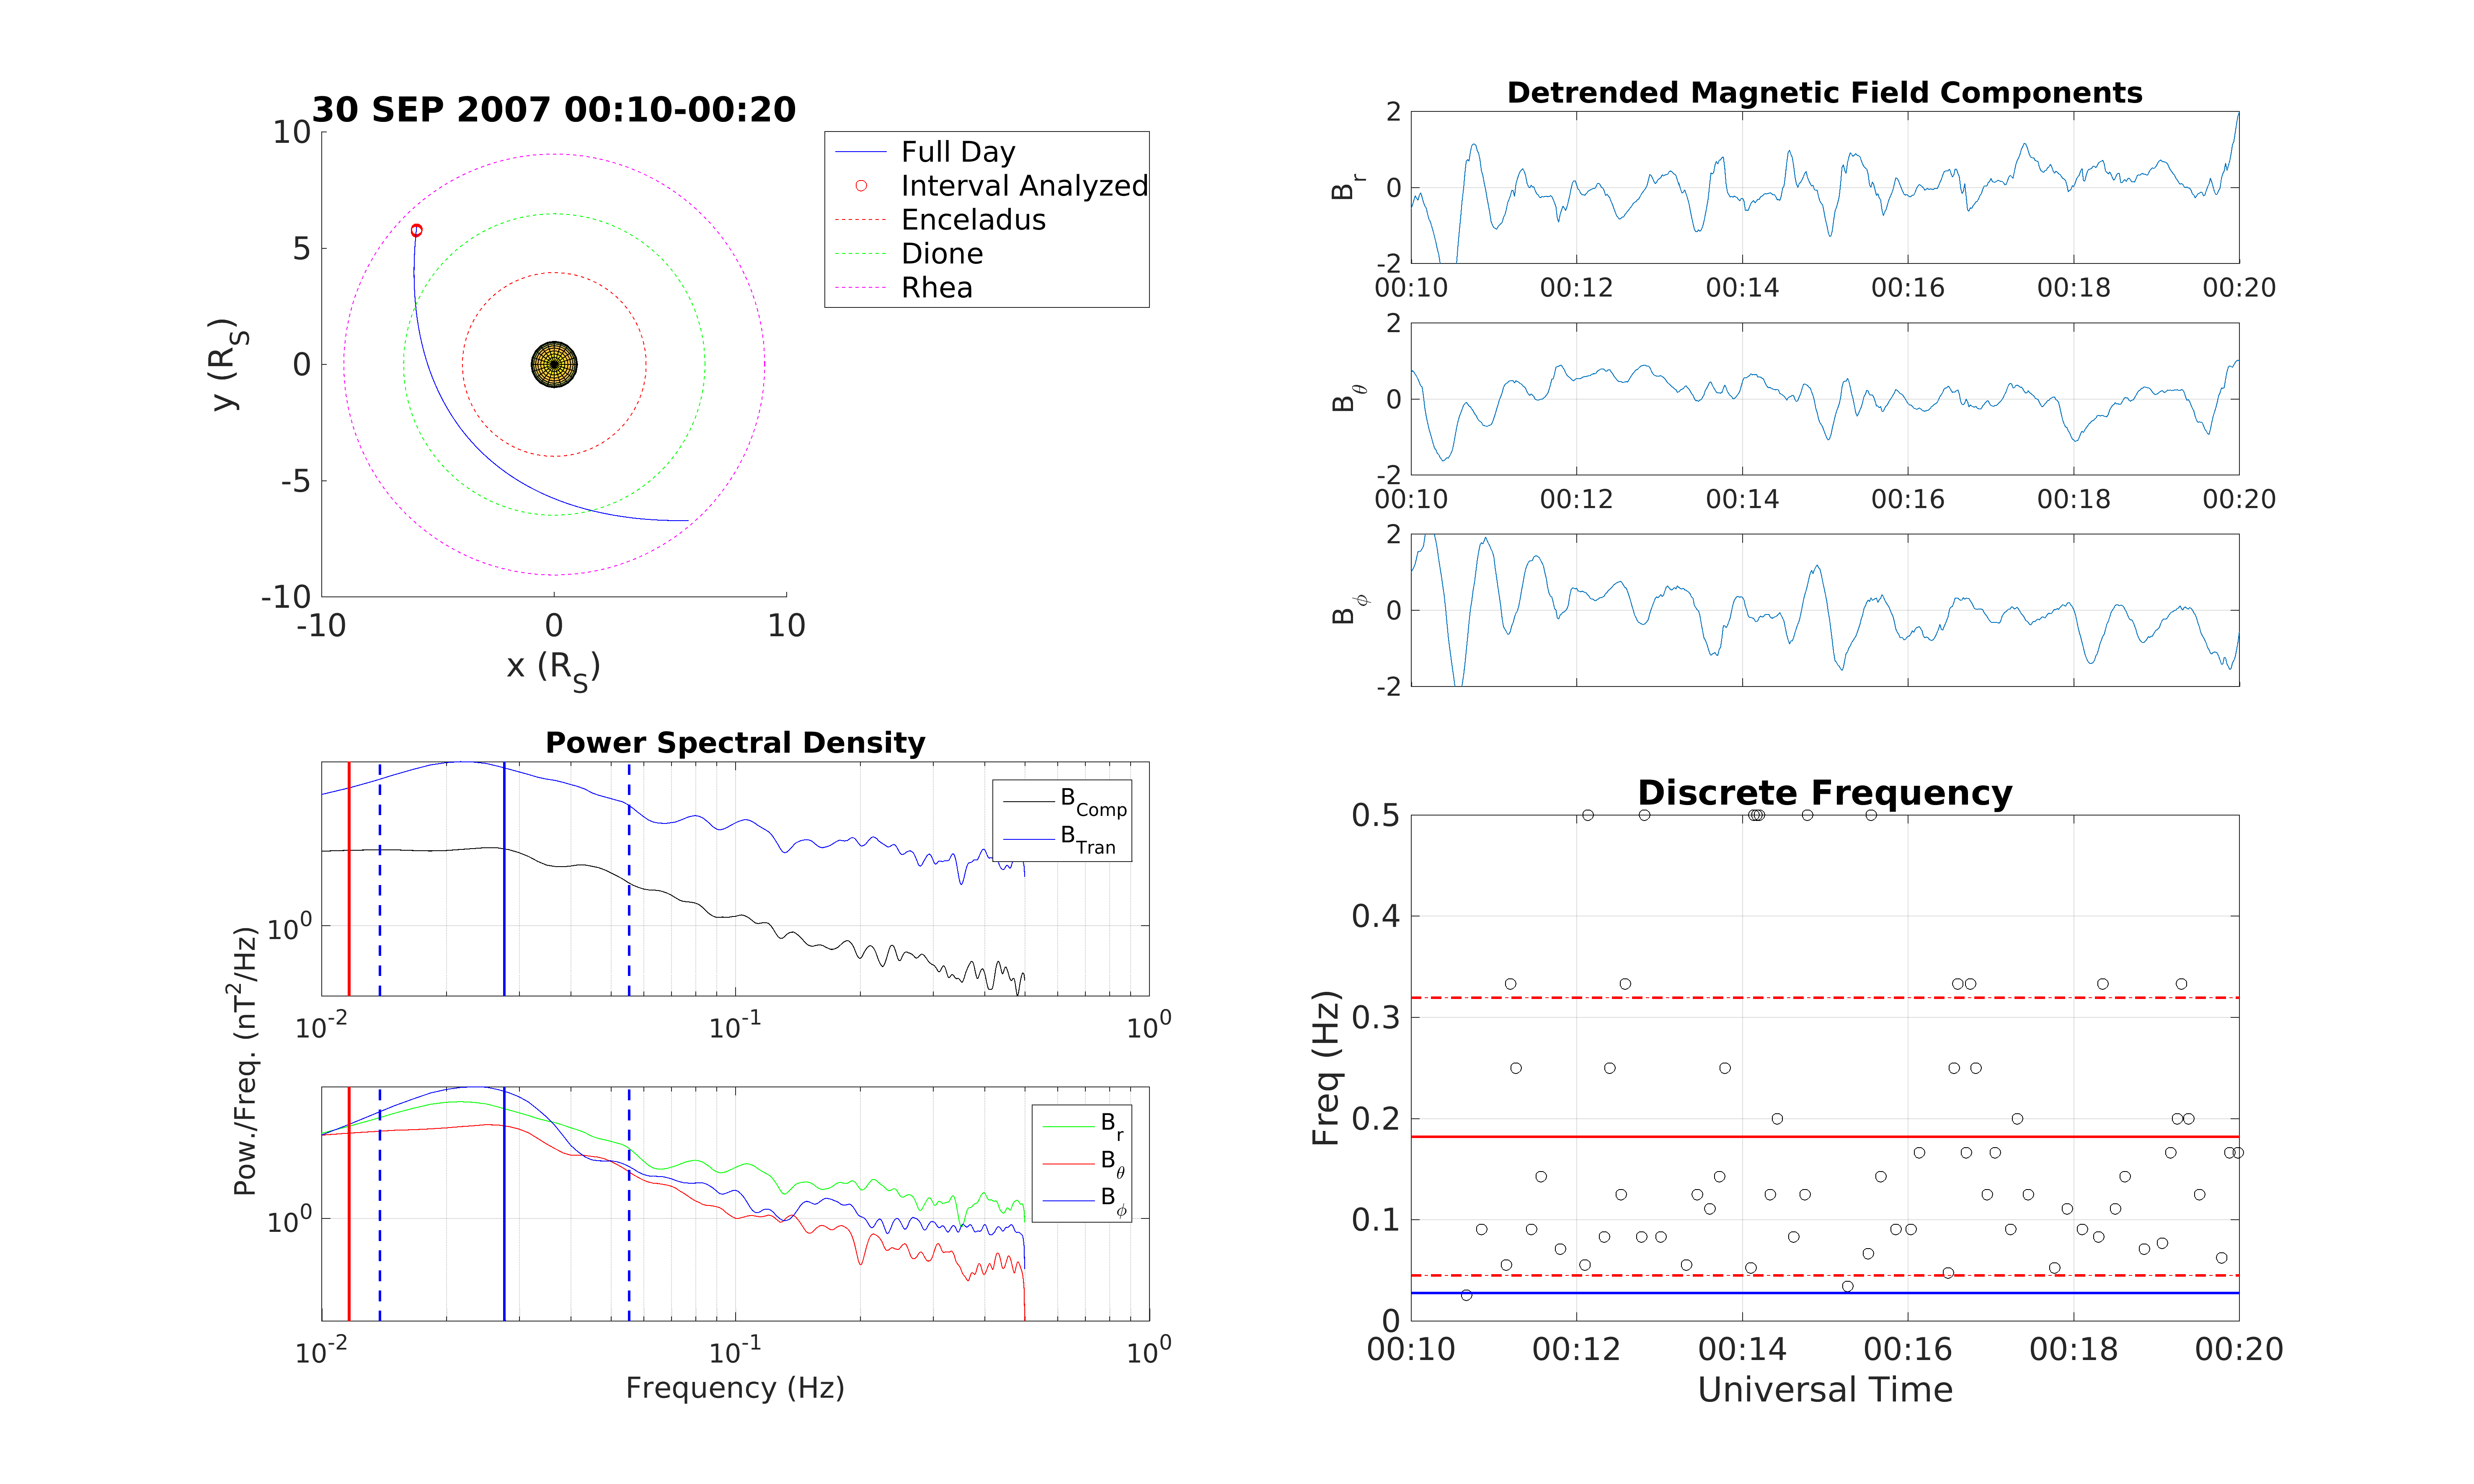 30 SEP 2007 00:10-00:20
10
5
0
-5
-10
-10 0 10
y (R_S)
x (R_S)
Full Day
Interval Analyzed
Enceladus
Dione
Rhea
Detrended Magnetic Field Components
2
0
-2
B_r
00:10 00:12 00:14 00:16 00:18 00:20
2
0
-2
B_θ
00:10 00:12 00:14 00:16 00:18 00:20
2
0
-2
B_ϕ
Power Spectral Density
B_Comp
B_Tran
10^0
10^-2 10^-1 10^0
Pow./Freq. (nT^2/Hz)
B_r
B_θ
B_ϕ
10^0
10^-2 10^-1 10^0
Frequency (Hz)
Discrete Frequency
0.5
0.4
0.3
0.2
0.1
0
Freq (Hz)
00:10 00:12 00:14 00:16 00:18 00:20
Universal Time